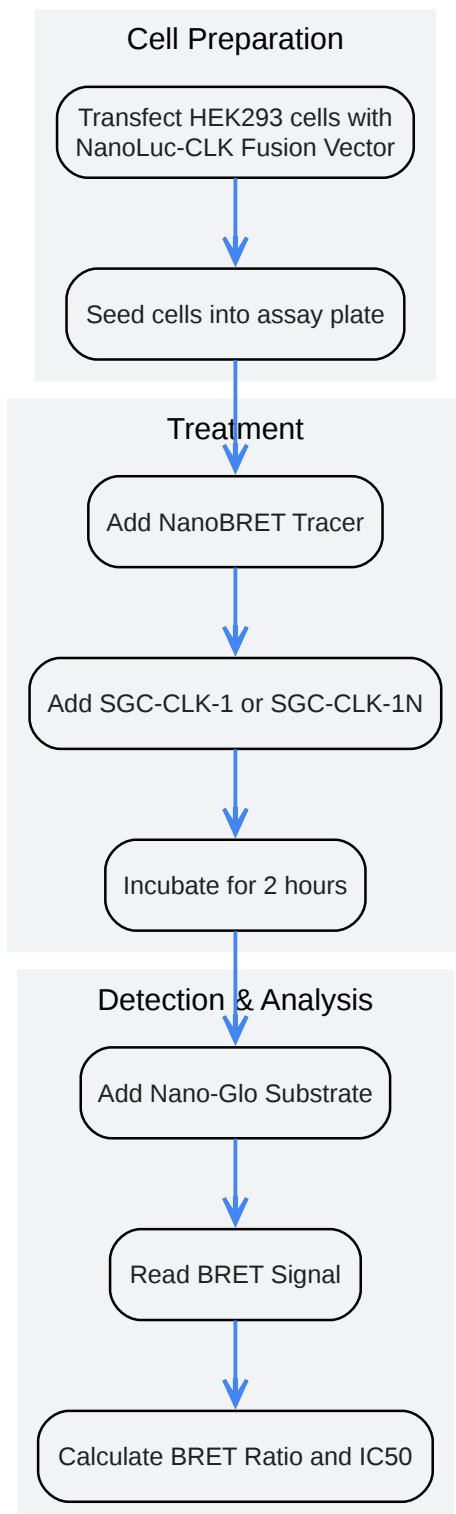 Cell Preparation
Transfect HEK293 cells with
NanoLuc-CLK Fusion Vector
Seed cells into assay plate
Treatment
Add NanoBRET Tracer
Add SGC-CLK-1 or SGC-CLK-1N
Incubate for 2 hours
Detection & Analysis
Add Nano-Glo Substrate
Read BRET Signal
Calculate BRET Ratio and IC50